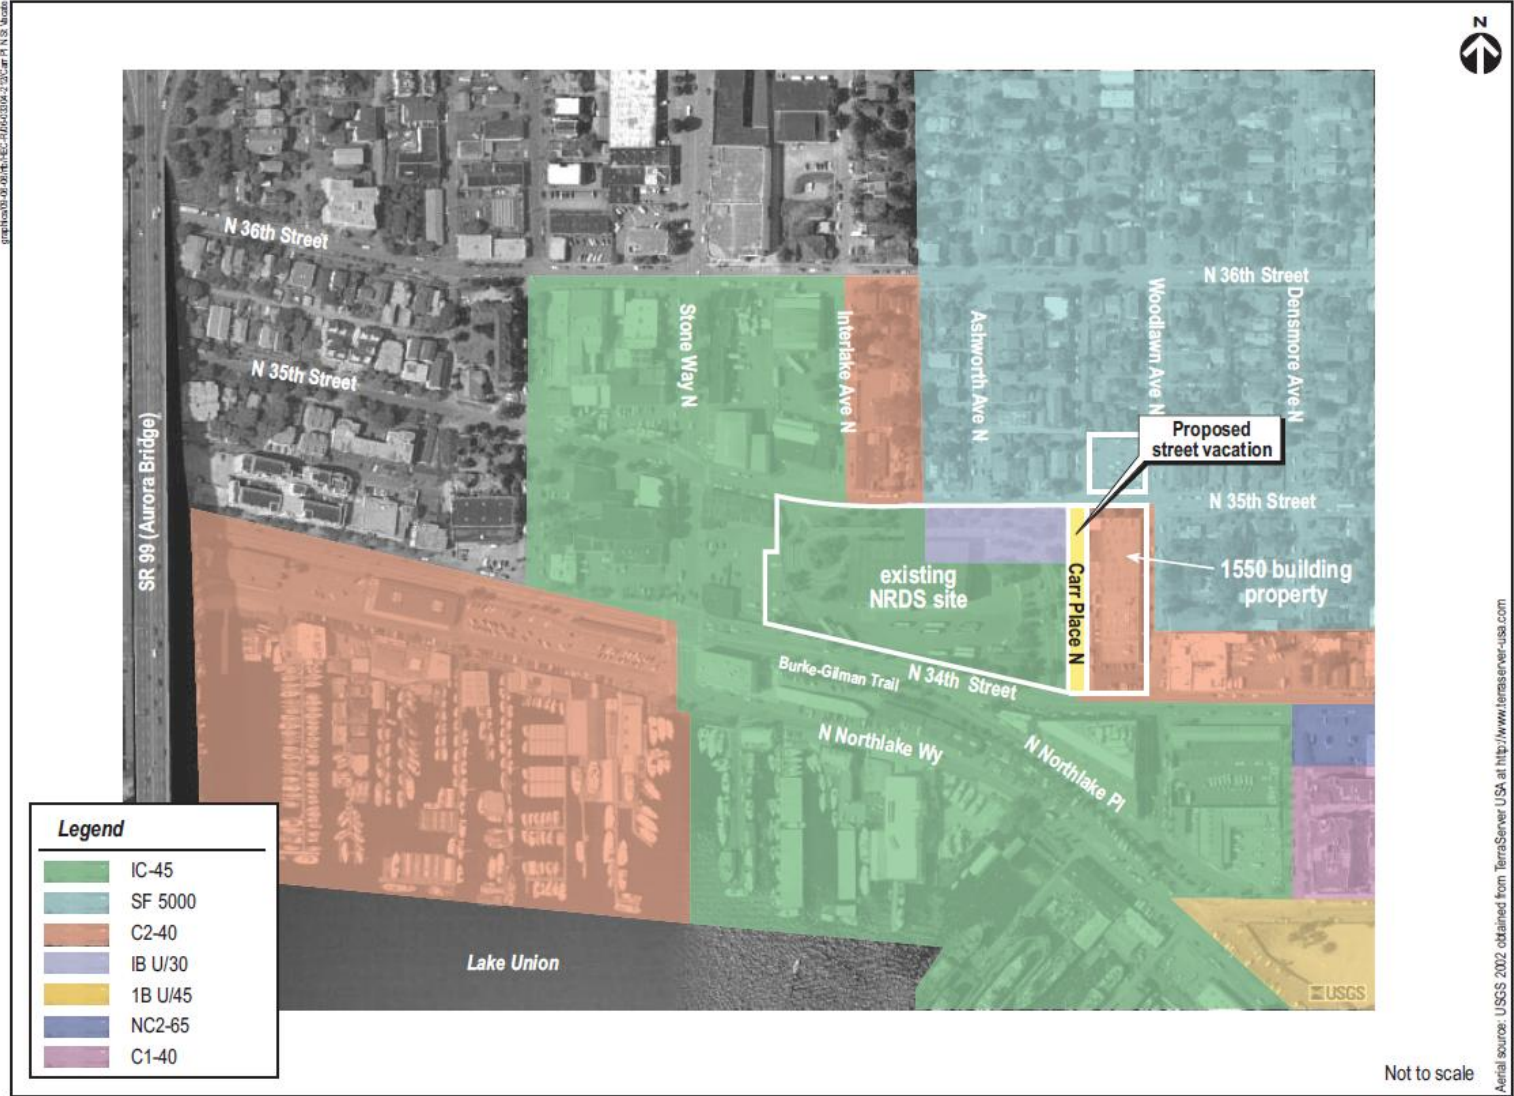 N
N 36th Street
N 36th Street
Stone Way N
Interlake Ave N
Ashworth Ave N
Woodlawn Ave N
Densmore Ave N
N 35th Street
SR 99 (Aurora Bridge)
Proposed
street vacation
N 35th Street
existing
NRDS site
Carr Place N
1550 building
property
Burke-Gilman Trail
N 34th Street
N Northlake Wy
N Northlake Pl
Lake Union
USGS
Legend
IC-45
SF 5000
C2-40
IB U/30
1B U/45
NC2-65
C1-40
Not to scale
Aerial source: USGS 2002 obtained from TerraServer USA at http://www.terraserver-usa.com